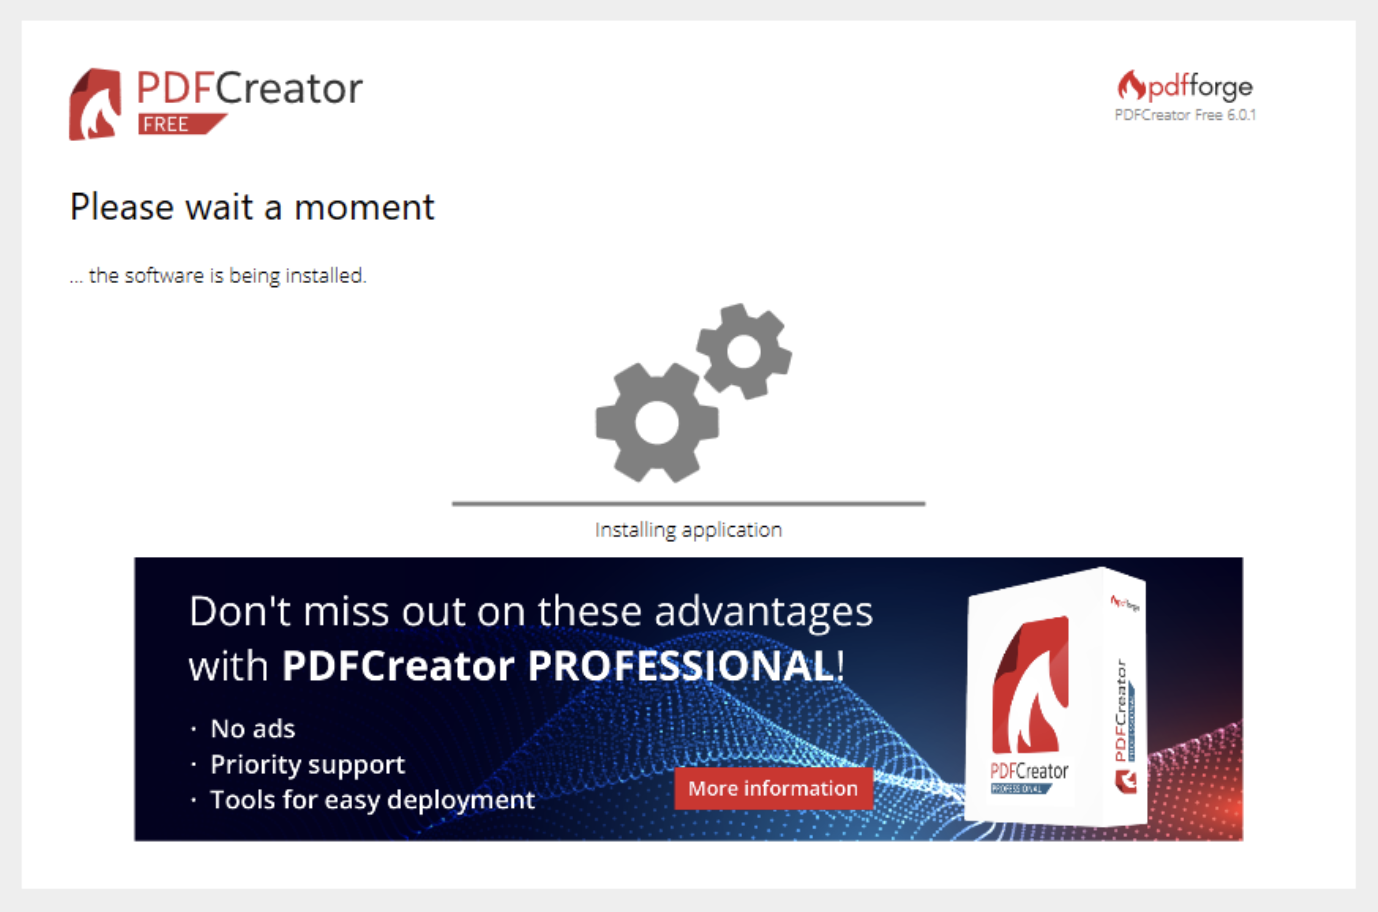 PDFCreator
FREE
pdfforge
PDFCreator Free 6.0.1
Please wait a moment
... the software is being installed.
Installing application
Don't miss out on these advantages
with PDFCreator PROFESSIONAL!
· No ads
· Priority support
· Tools for easy deployment
More information
PDFCreator
PROFESSIONAL
pdfforge
PDFCreator
PROFESSIONAL